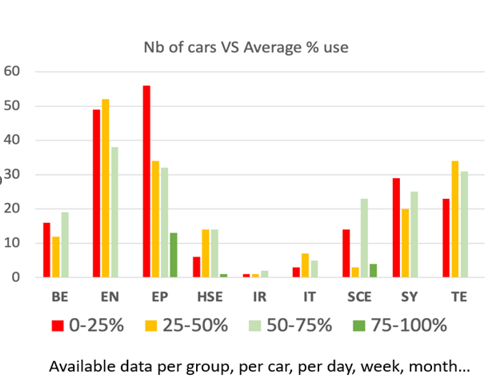 Nb of cars VS Average % use
60
50
40
30
20
10
0
BE EN EP HSE IR IT SCE SY TE
0-25% 25-50% 50-75% 75-100%
Available data per group, per car, per day, week, month...